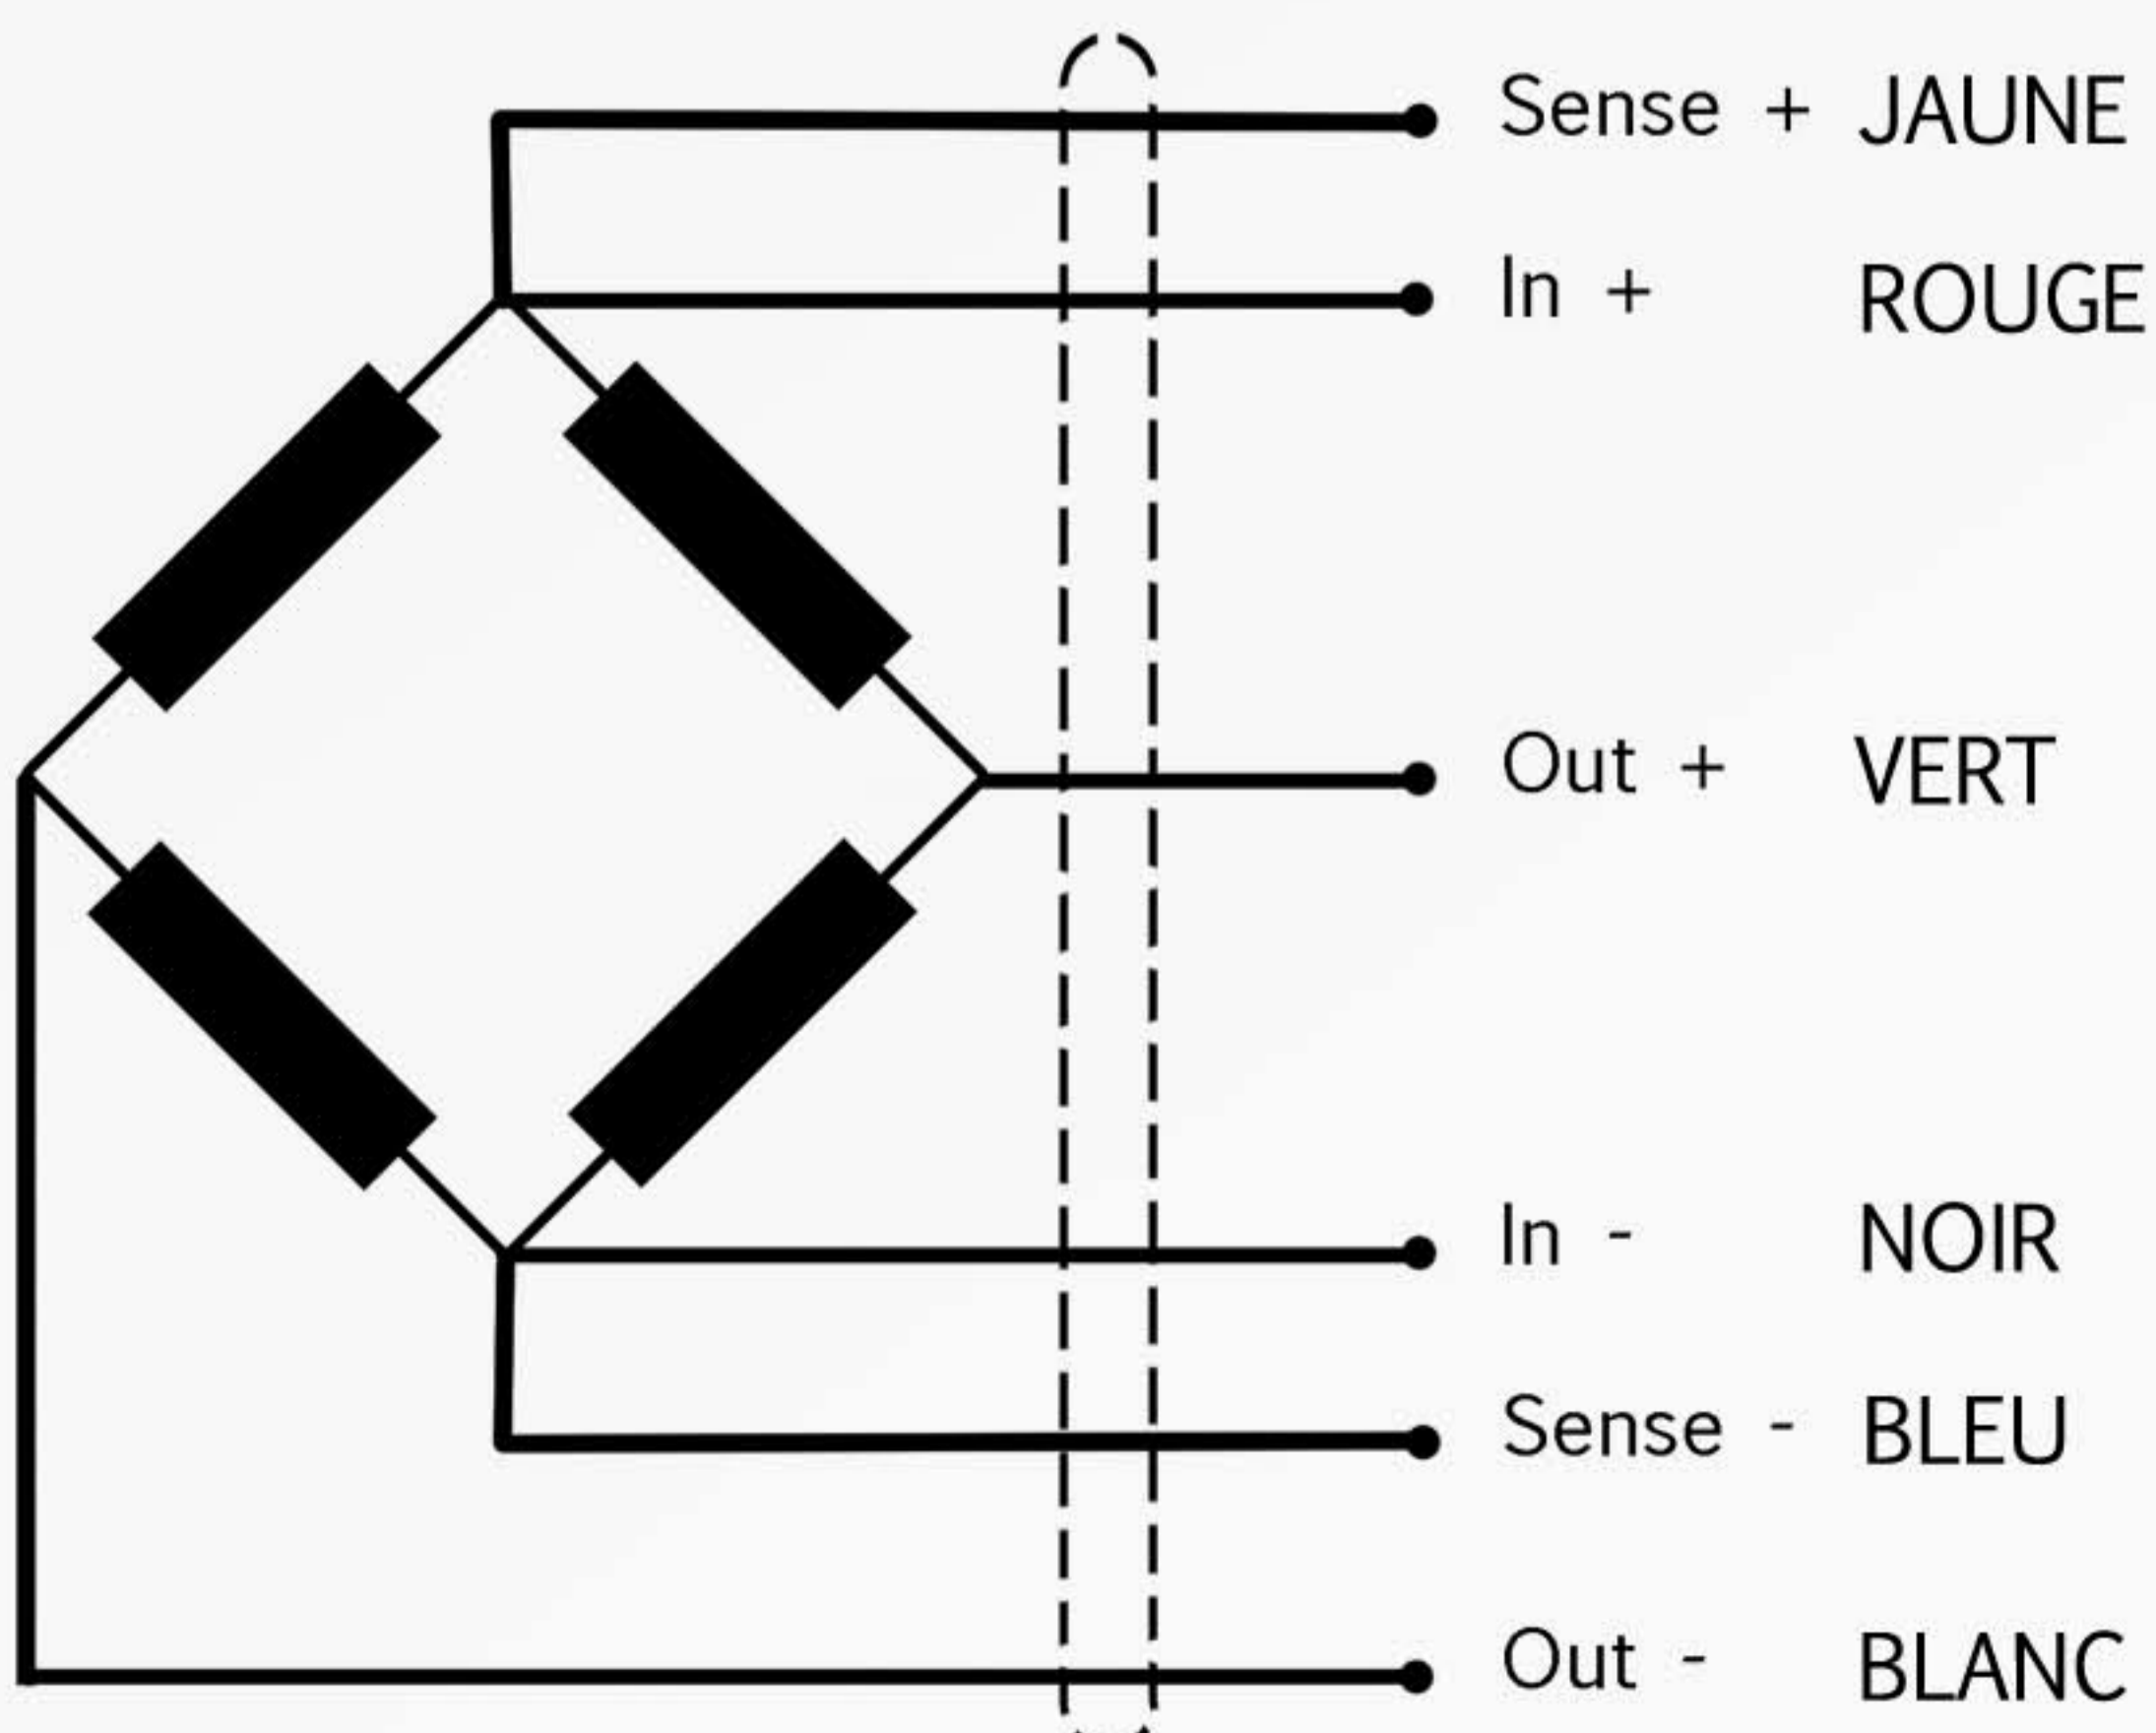 Sense + JAUNE
In + ROUGE
Out + VERT
In - NOIR
Sense - BLEU
Out - BLANC